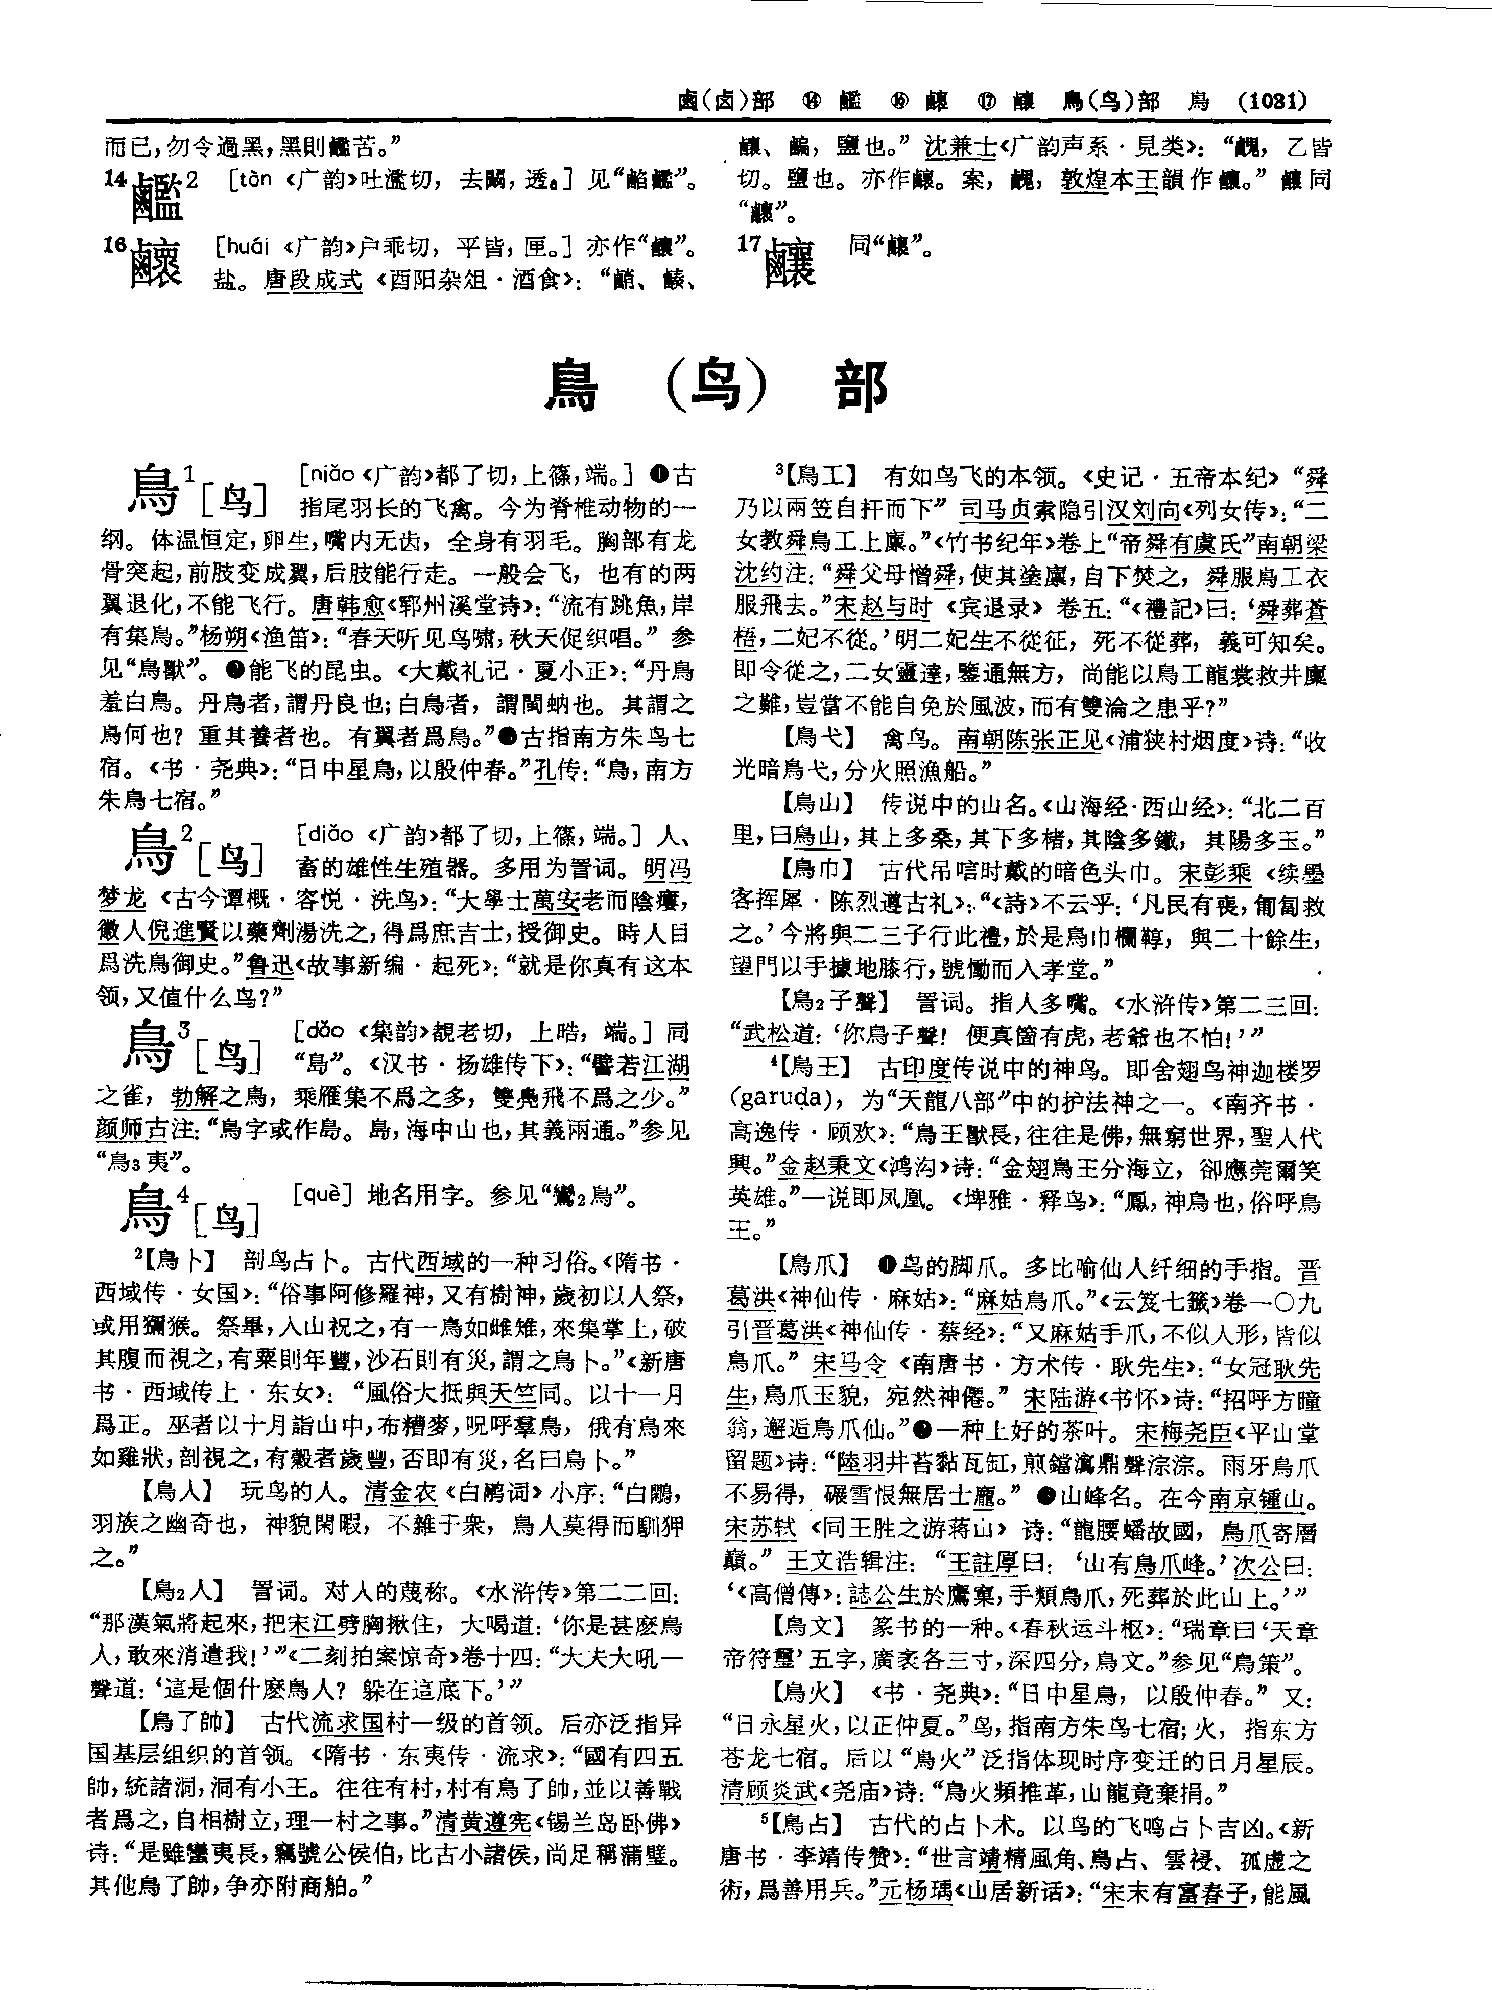 鹵(卤)部 ⑭ ⑯ ⑰ 鳥(鸟)部 鳥 (1031)
而已，勿令過黑，黑則苦。”
14 2 [tàn《广韵》吐濫切，去闞，透。] 见“”。
16 [huái《广韵》户乖切，平皆，匣。] 亦作“”。
盐。唐段成式《酉阳杂俎·酒食》：“
鹽也。”沈兼士《广韵声系·見类》：“乙皆
切。鹽也。亦作。案，敦煌本王韻作。”同
“”。
17 同“”。
鳥 (鸟) 部
鳥1[鸟] [niǎo《广韵》都了切，上篠，端。] ❶古
指尾羽长的飞禽。今为脊椎动物的一
纲。体温恒定，卵生，嘴内无齿，全身有羽毛。胸部有龙
骨突起，前肢变成翼，后肢能行走。一般会飞，也有的两
翼退化，不能飞行。唐韩愈《郓州溪堂诗》：“流有跳魚，岸
有集鳥。”杨朔《渔笛》：“春天听见鸟啸，秋天促织唱。”参
见“鳥獸”。❷能飞的昆虫。《大戴礼记·夏小正》：“丹鳥
羞白鳥。丹鳥者，謂丹良也；白鳥者，謂閩蚋也。其謂之
鳥何也？重其養者也。有翼者爲鳥。”❸古指南方朱鸟七
宿。《书·尧典》：“日中星鳥，以殷仲春。”孔传：“鳥，南方
朱鳥七宿。”
鳥2[鸟] [diǎo《广韵》都了切，上篠，端。] 人、
畜的雄性生殖器。多用为詈词。明冯
梦龙《古今谭概·容悦·洗鸟》：“大學士萬安老而陰痿，
徽人倪進賢以藥劑湯洗之，得爲庶吉士，授御史。時人目
爲洗鳥御史。”鲁迅《故事新编·起死》：“就是你真有这本
领，又值什么鸟？”
鳥3[鸟] [dǎo《集韵》覩老切，上晧，端。] 同
“島”。《汉书·扬雄传下》：“譬若江湖
之雀，勃解之鳥，乘雁集不爲之多，雙鳧飛不爲之少。”
颜师古注：“鳥字或作島。島，海中山也，其義兩通。”参见
“鳥3夷”。
鳥4[鸟] [què] 地名用字。参见“鸞2鳥”。
2【鳥卜】 剖鸟占卜。古代西域的一种习俗。《隋书·
西域传·女国》：“俗事阿修羅神，又有樹神，歲初以人祭，
或用獼猴。祭畢，入山祝之，有一鳥如雌雉，來集掌上，破
其腹而視之，有粟則年豐，沙石則有災，謂之鳥卜。”《新唐
书·西域传上·东女》：“風俗大抵與天竺同。以十一月
爲正。巫者以十月詣山中，布糟麥，呪呼羣鳥，俄有鳥來
如雞狀，剖視之，有穀者歲豐，否即有災，名曰鳥卜。”
【鳥人】 玩鸟的人。清金农《白鹇词》小序：“白鷳，
羽族之幽奇也，神貌閑暇，不雜于衆，鳥人莫得而馴狎
之。”
【鳥2人】 詈词。对人的蔑称。《水浒传》第二二回：
“那漢氣將起來，把宋江劈胸揪住，大喝道：‘你是甚麼鳥
人，敢來消遣我！’”《二刻拍案惊奇》卷十四：“大夫大吼一
聲道：‘這是個什麼鳥人？躲在這底下。’”
【鳥了帥】 古代流求国村一级的首领。后亦泛指异
国基层组织的首领。《隋书·东夷传·流求》：“國有四五
帥，統諸洞，洞有小王。往往有村，村有鳥了帥，並以善戰
者爲之，自相樹立，理一村之事。”清黄遵宪《锡兰岛卧佛》
诗：“是雖蠻夷長，竊號公侯伯，比古小諸侯，尚足稱蒲璧。
其他鳥了帥，争亦附商舶。”
3【鳥工】 有如鸟飞的本领。《史记·五帝本纪》“舜
乃以兩笠自扞而下”司马贞索隐引汉刘向《列女传》：“二
女教舜鳥工上廩。”《竹书纪年》卷上“帝舜有虞氏”南朝梁
沈约注：“舜父母憎舜，使其塗廩，自下焚之，舜服鳥工衣
服飛去。”宋赵与时《宾退录》卷五：“《禮記》曰：‘舜葬蒼
梧，二妃不從。’明二妃生不從征，死不從葬，義可知矣。
即令從之，二女靈達，鑒通無方，尚能以鳥工龍裳救井廩
之難，豈當不能自免於風波，而有雙淪之患乎？”
【鳥弋】 禽鸟。南朝陈张正见《浦狭村烟度》诗：“收
光暗鳥弋，分火照漁船。”
【鳥山】 传说中的山名。《山海经·西山经》：“北二百
里，曰鳥山，其上多桑，其下多楮，其陰多鐵，其陽多玉。”
【鳥巾】 古代吊唁时戴的暗色头巾。宋彭乘《续墨
客挥犀·陈烈遵古礼》：“《詩》不云乎：‘凡民有喪，匍匐救
之。’今將與二三子行此禮，於是鳥巾欄鞹，與二十餘生，
望門以手據地膝行，號慟而入孝堂。”
【鳥2子聲】 詈词。指人多嘴。《水浒传》第二三回：
“武松道：‘你鳥子聲！便真箇有虎，老爺也不怕！’”
4【鳥王】 古印度传说中的神鸟。即舍翅鸟神迦楼罗
(garuḍa)，为“天龍八部”中的护法神之一。《南齐书·
高逸传·顾欢》：“鳥王獸長，往往是佛，無窮世界，聖人代
興。”金赵秉文《鸿沟》诗：“金翅鳥王分海立，卻應莞爾笑
英雄。”一说即凤凰。《埤雅·释鸟》：“鳳，神鳥也，俗呼鳥
王。”
【鳥爪】 ❶鸟的脚爪。多比喻仙人纤细的手指。晋
葛洪《神仙传·麻姑》：“麻姑鳥爪。”《云笈七籤》卷一〇九
引晋葛洪《神仙传·蔡经》：“又麻姑手爪，不似人形，皆似
鳥爪。”宋马令《南唐书·方术传·耿先生》：“女冠耿先
生，鳥爪玉貌，宛然神僊。”宋陆游《书怀》诗：“招呼方瞳
翁，邂逅鳥爪仙。”❷一种上好的茶叶。宋梅尧臣《平山堂
留题》诗：“陸羽井苔黏瓦缸，煎鐺瀉鼎聲淙淙。雨牙鳥爪
不易得，碾雪恨無居士龐。”❸山峰名。在今南京锺山。
宋苏轼《同王胜之游蒋山》诗：“龍腰蟠故國，鳥爪寄層
巔。”王文浩辑注：“王註厚曰：‘山有鳥爪峰。’次公曰：
‘《高僧傳》：誌公生於鷹窠，手類鳥爪，死葬於此山上。’”
【鳥文】 篆书的一种。《春秋运斗枢》：“瑞章曰‘天章
帝符璽’五字，廣袤各三寸，深四分，鳥文。”参见“鳥策”。
【鳥火】 《书·尧典》：“日中星鳥，以殷仲春。”又：
“日永星火，以正仲夏。”鸟，指南方朱鸟七宿；火，指东方
苍龙七宿。后以“鳥火”泛指体现时序变迁的日月星辰。
清顾炎武《尧庙》诗：“鳥火頻推革，山龍竟棄捐。”
5【鳥占】 古代的占卜术。以鸟的飞鸣占卜吉凶。《新
唐书·李靖传赞》：“世言靖精風角、鳥占、雲祲、孤虚之
術，爲善用兵。”元杨瑀《山居新话》：“宋末有富春子，能風